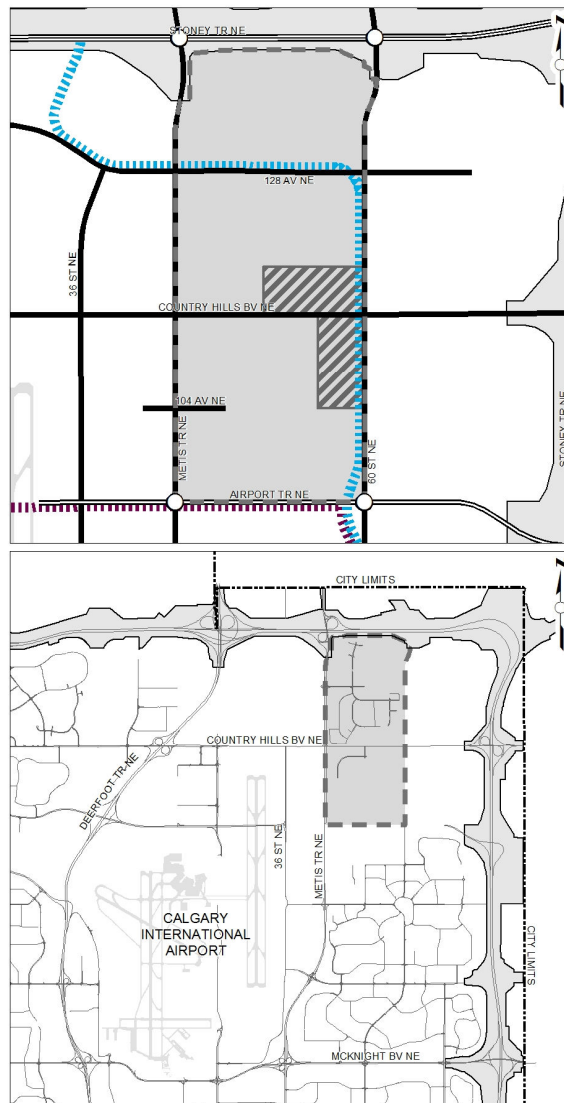 STONEY TR NE
N
128 AV NE
36 ST NE
COUNTRY HILLS BV NE
104 AV NE
METIS TR NE
60 ST NE
STONEY TR NE
AIRPORT TR NE
CITY LIMITS
N
COUNTRY HILLS BV NE
DEERFOOT TR NE
36 ST NE
METIS TR NE
CALGARY
INTERNATIONAL
AIRPORT
CITY LIMITS
MCKNIGHT BV NE